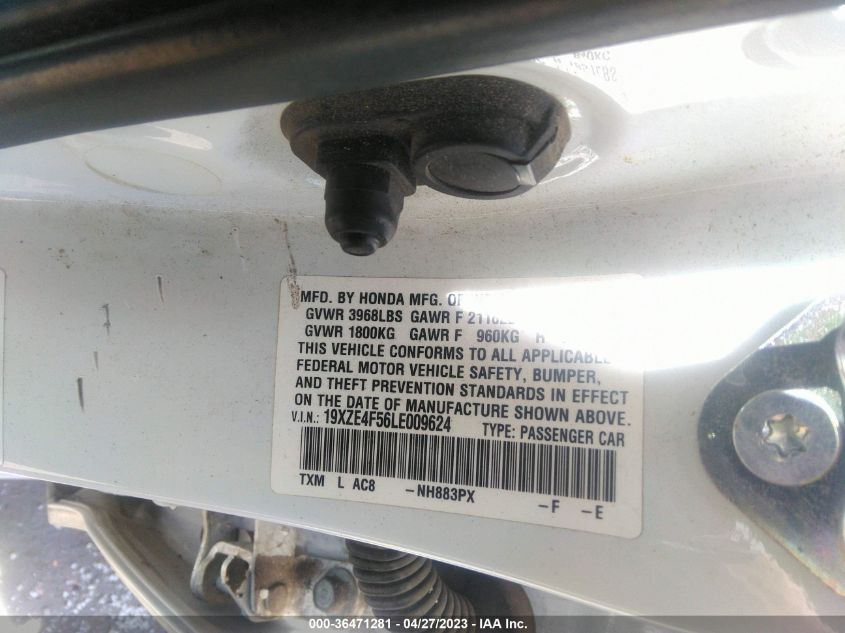 MFD. BY HONDA MFG. OF
GVWR 3968LBS GAWR F
GVWR 1800KG GAWR F 960KG
THIS VEHICLE CONFORMS TO ALL APPLICABLE
FEDERAL MOTOR VEHICLE SAFETY, BUMPER,
AND THEFT PREVENTION STANDARDS IN EFFECT
ON THE DATE OF MANUFACTURE SHOWN ABOVE.
V.I.N.: 19XZE4F56LE009624 TYPE: PASSENGER CAR
TXM L AC8 -NH883PX -F -E
000-36471281 / 04/27/2023 - IAA Inc.